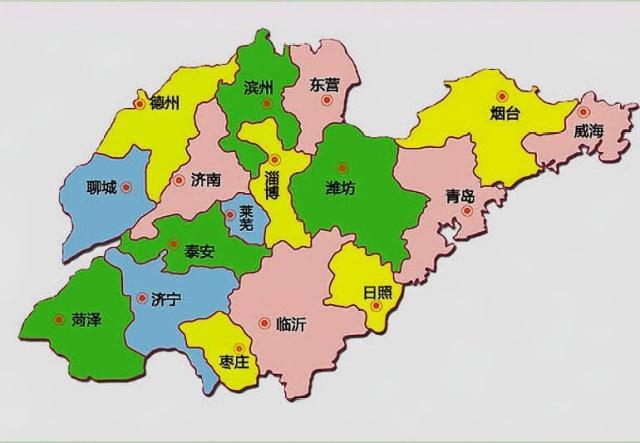 滨州
东营
德州
烟台
威海
聊城
济南
淄博
潍坊
青岛
莱芜
泰安
日照
济宁
菏泽
临沂
枣庄